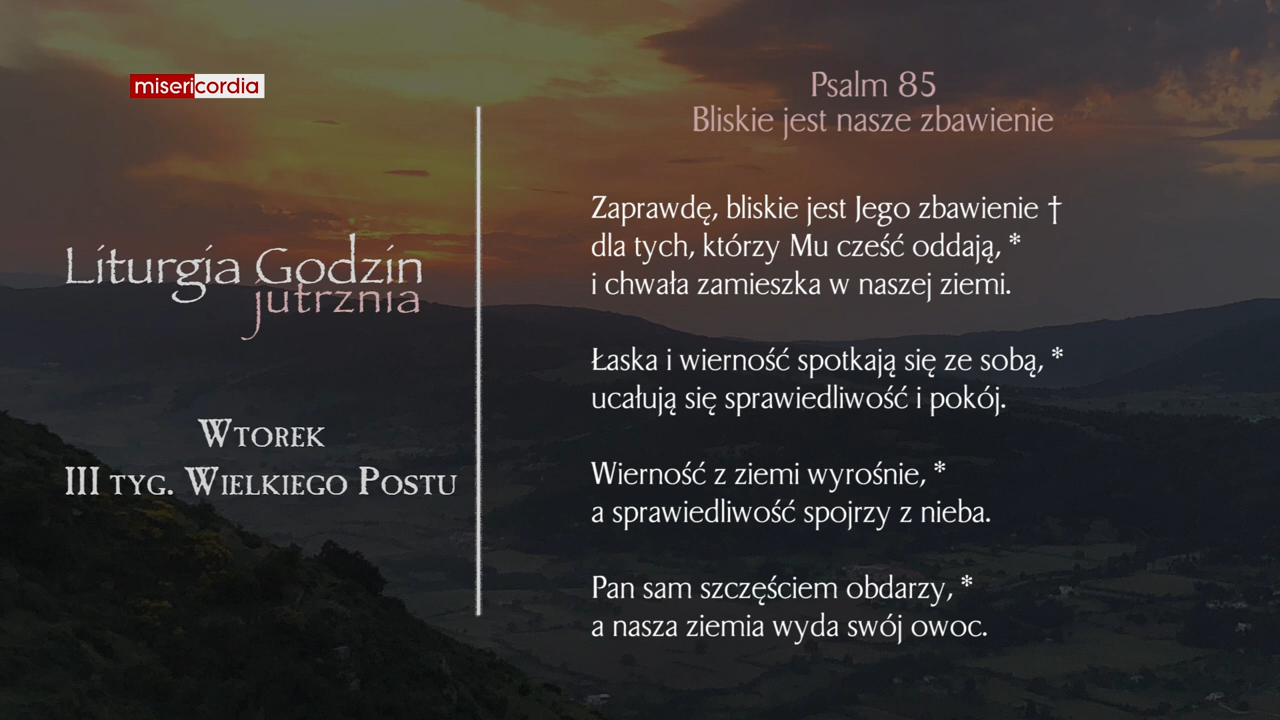 misericordia
Liturgia Godzin
jutrznia
Wtorek
III tyg. Wielkiego Postu
Psalm 85
Bliskie jest nasze zbawienie
Zaprawdę, bliskie jest Jego zbawienie †
dla tych, którzy Mu cześć oddają, *
i chwała zamieszka w naszej ziemi.
Łaska i wierność spotkają się ze sobą, *
ucałują się sprawiedliwość i pokój.
Wierność z ziemi wyrośnie, *
a sprawiedliwość spojrzy z nieba.
Pan sam szczęściem obdarzy, *
a nasza ziemia wyda swój owoc.